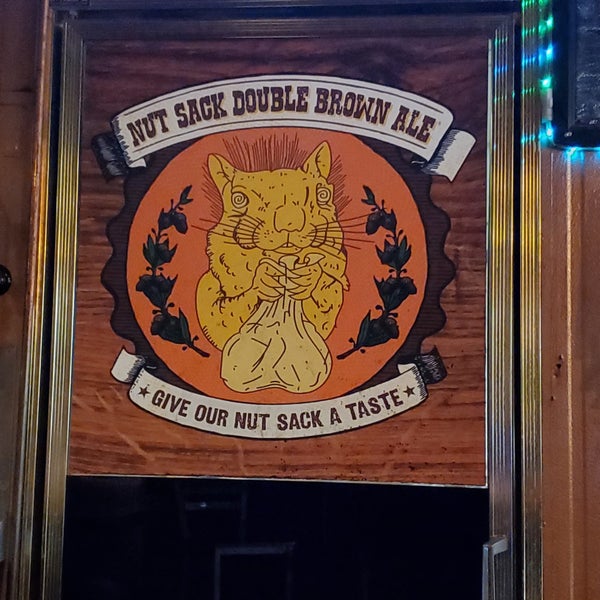 NUT SACK DOUBLE BROWN ALE
GIVE OUR NUT SACK A TASTE